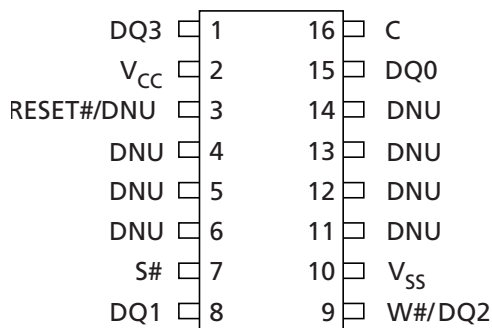 DQ3 1 16 C
VCC 2 15 DQ0
RESET#/DNU 3 14 DNU
DNU 4 13 DNU
DNU 5 12 DNU
DNU 6 11 DNU
S# 7 10 VSS
DQ1 8 9 W#/DQ2